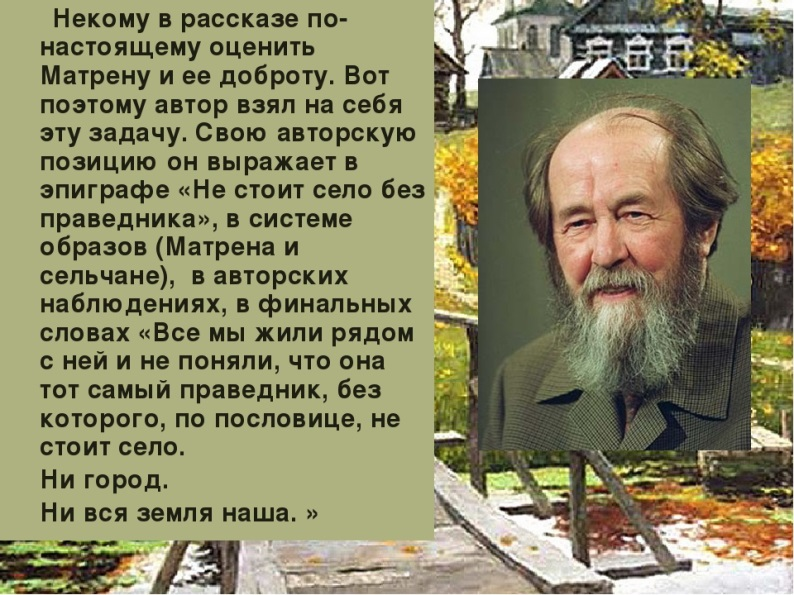 Некому в рассказе по-
настоящему оценить
Матрену и ее доброту. Вот
поэтому автор взял на себя
эту задачу. Свою авторскую
позицию он выражает в
эпиграфе «Не стоит село без
праведника», в системе
образов (Матрена и
сельчане),  в авторских
наблюдениях, в финальных
словах «Все мы жили рядом
с ней и не поняли, что она
тот самый праведник, без
которого, по пословице, не
стоит село.
Ни город.
Ни вся земля наша. »